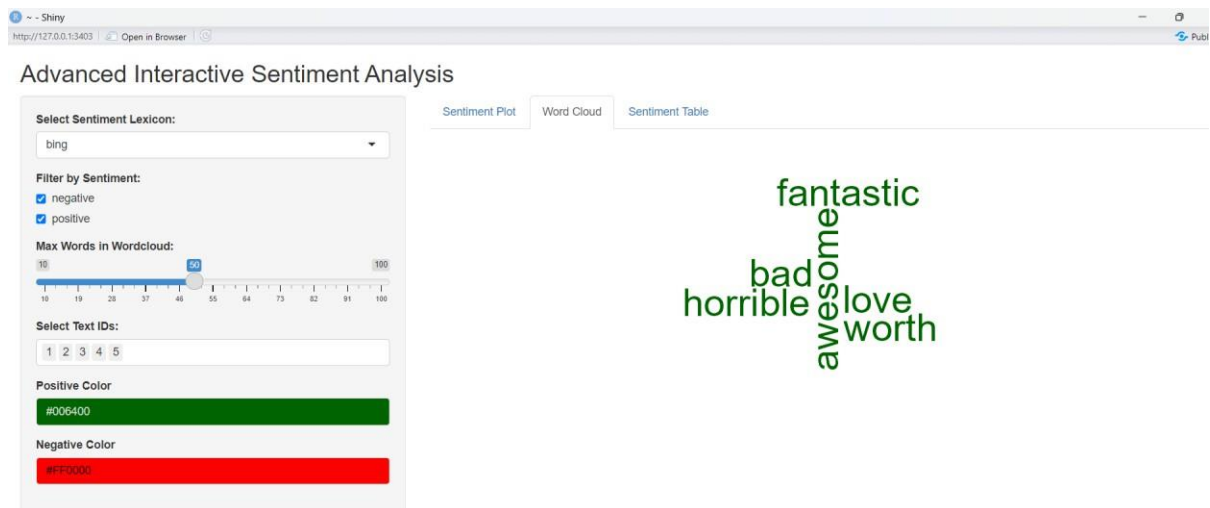 ~ - Shiny
http://127.0.0.1:3403 Open in Browser Publ
Advanced Interactive Sentiment Analysis
Select Sentiment Lexicon:
bing
Filter by Sentiment:
negative
positive
Max Words in Wordcloud:
10 50 100
10 19 28 37 46 55 64 73 82 91 100
Select Text IDs:
1 2 3 4 5
Positive Color
#006400
Negative Color
#FF0000
Sentiment Plot Word Cloud Sentiment Table
fantastic
awesome
bad
horrible
love
worth